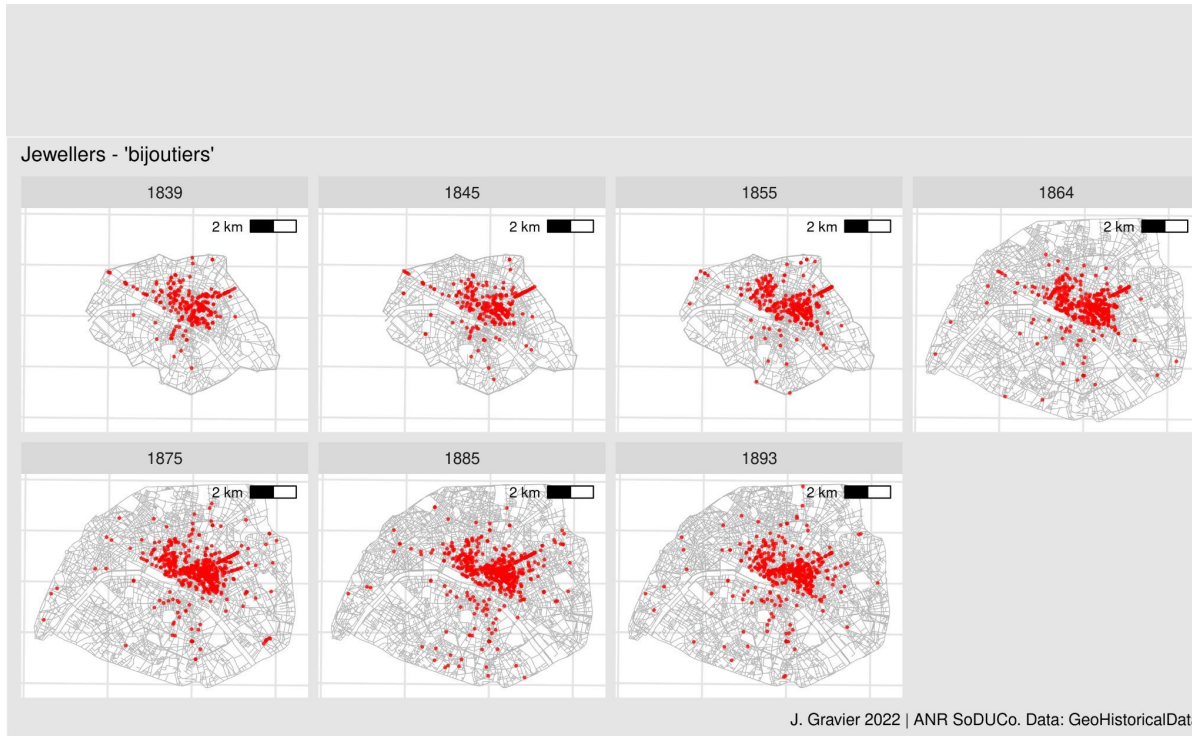 Jewellers - 'bijoutiers'
1839
1845
1855
1864
2 km
2 km
2 km
2 km
1875
1885
1893
2 km
2 km
2 km
J. Gravier 2022 | ANR SoDUCo. Data: GeoHistoricalData